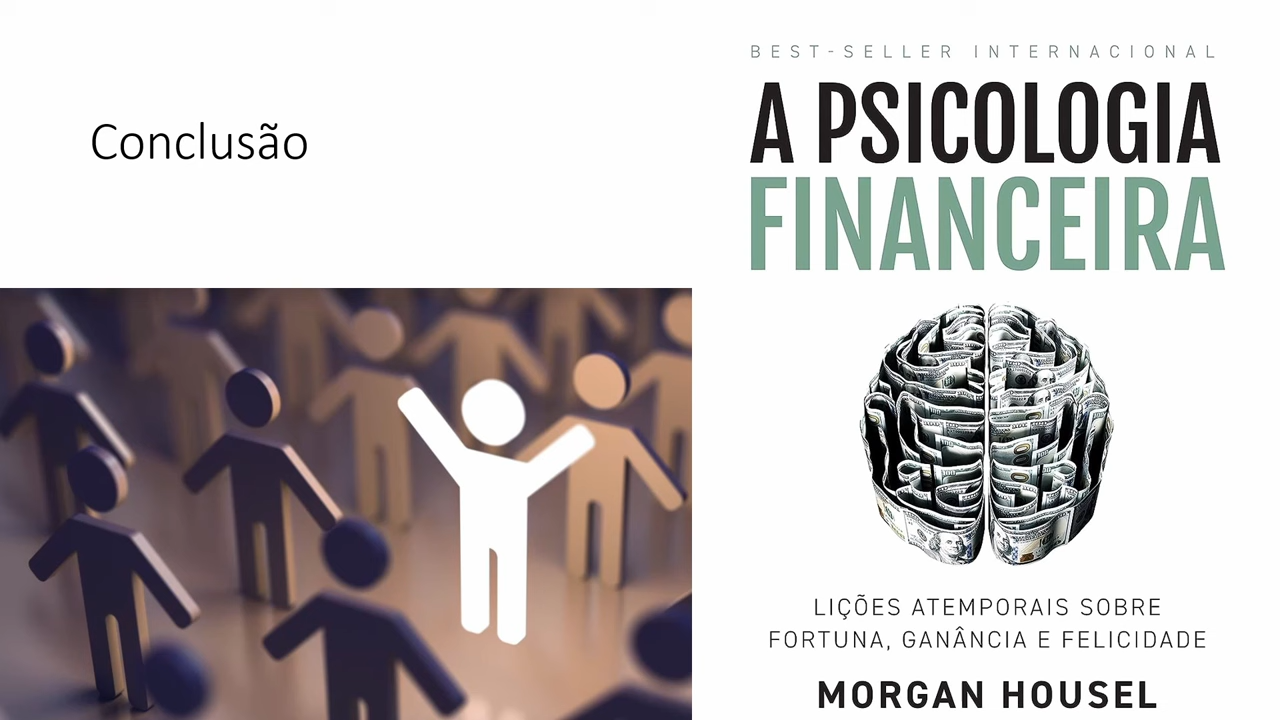 Conclusão
BEST-SELLER INTERNACIONAL
A PSICOLOGIA
FINANCEIRA
LIÇÕES ATEMPORAIS SOBRE
FORTUNA, GANÂNCIA E FELICIDADE
MORGAN HOUSEL